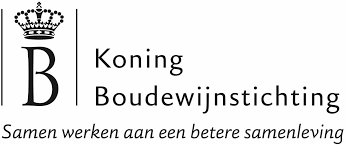 B
Koning
Boudewijnstichting
Samen werken aan een betere samenleving